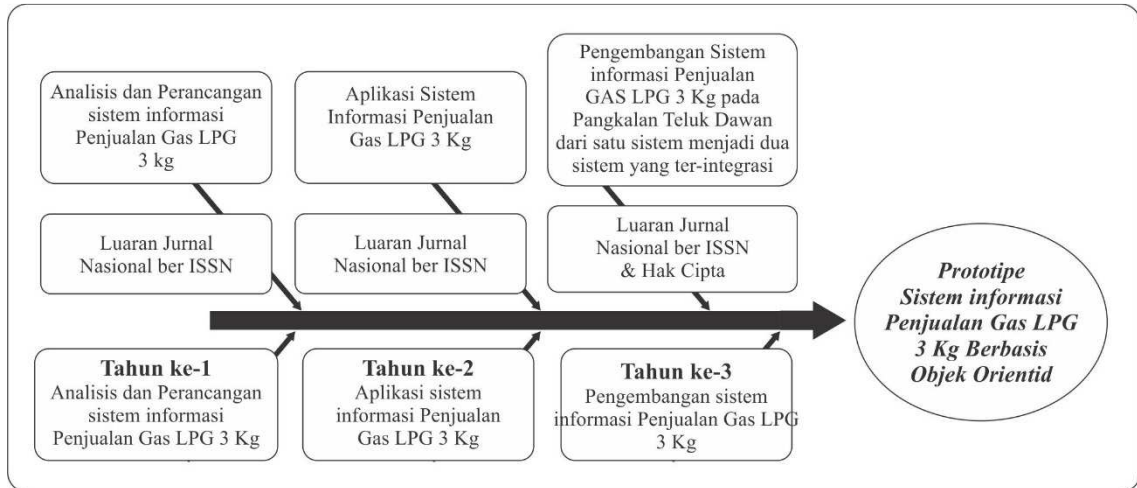 Analisis dan Perancangan
sistem informasi
Penjualan Gas LPG
3 kg
Aplikasi Sistem
Informasi Penjualan
Gas LPG 3 Kg
Pengembangan Sistem
informasi Penjualan
GAS LPG 3 Kg pada
Pangkalan Teluk Dawan
dari satu sistem menjadi dua
sistem yang ter-integrasi
Luaran Jurnal
Nasional ber ISSN
Luaran Jurnal
Nasional ber ISSN
Luaran Jurnal
Nasional ber ISSN
& Hak Cipta
Prototipe
Sistem informasi
Penjualan Gas LPG
3 Kg Berbasis
Objek Orientid
Tahun ke-1
Analisis dan Perancangan
sistem informasi
Penjualan Gas LPG 3 Kg
Tahun ke-2
Aplikasi sistem
informasi Penjualan
Gas LPG 3 Kg
Tahun ke-3
Pengembangan sistem
informasi Penjualan Gas LPG
3 Kg